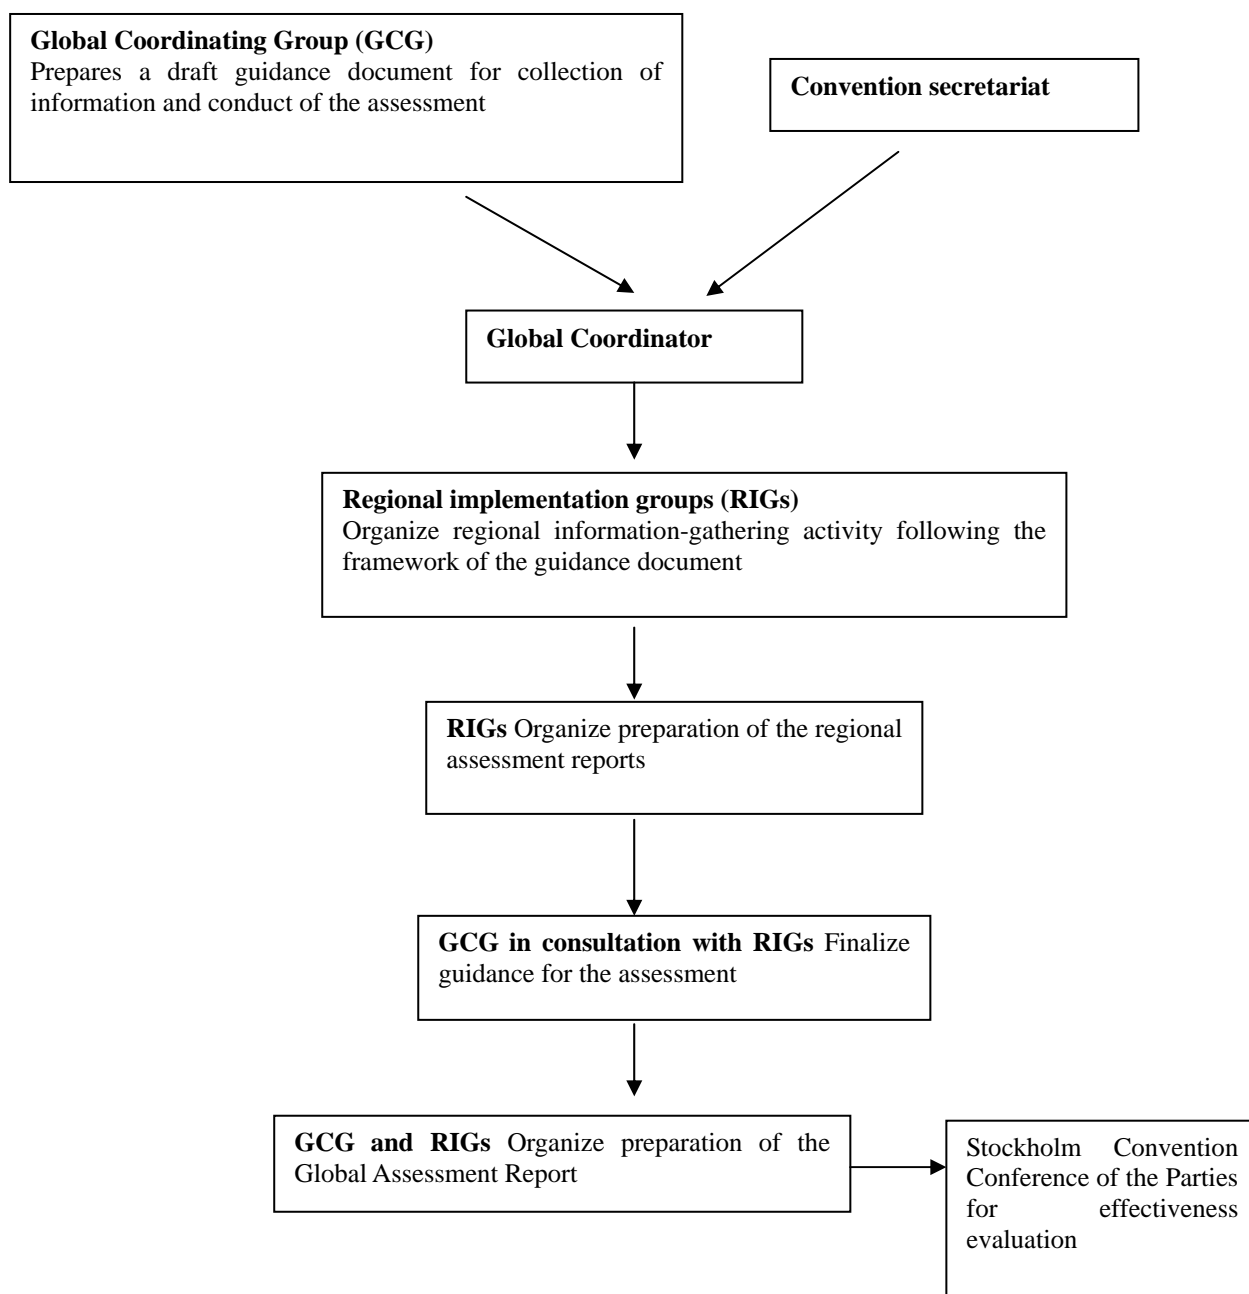 Global Coordinating Group (GCG)
Prepares a draft guidance document for collection of
information and conduct of the assessment
Convention secretariat
Global Coordinator
Regional implementation groups (RIGs)
Organize regional information-gathering activity following the
framework of the guidance document
RIGs Organize preparation of the regional
assessment reports
GCG in consultation with RIGs Finalize
guidance for the assessment
GCG and RIGs Organize preparation of the
Global Assessment Report
Stockholm Convention
Conference of the Parties
for effectiveness
evaluation